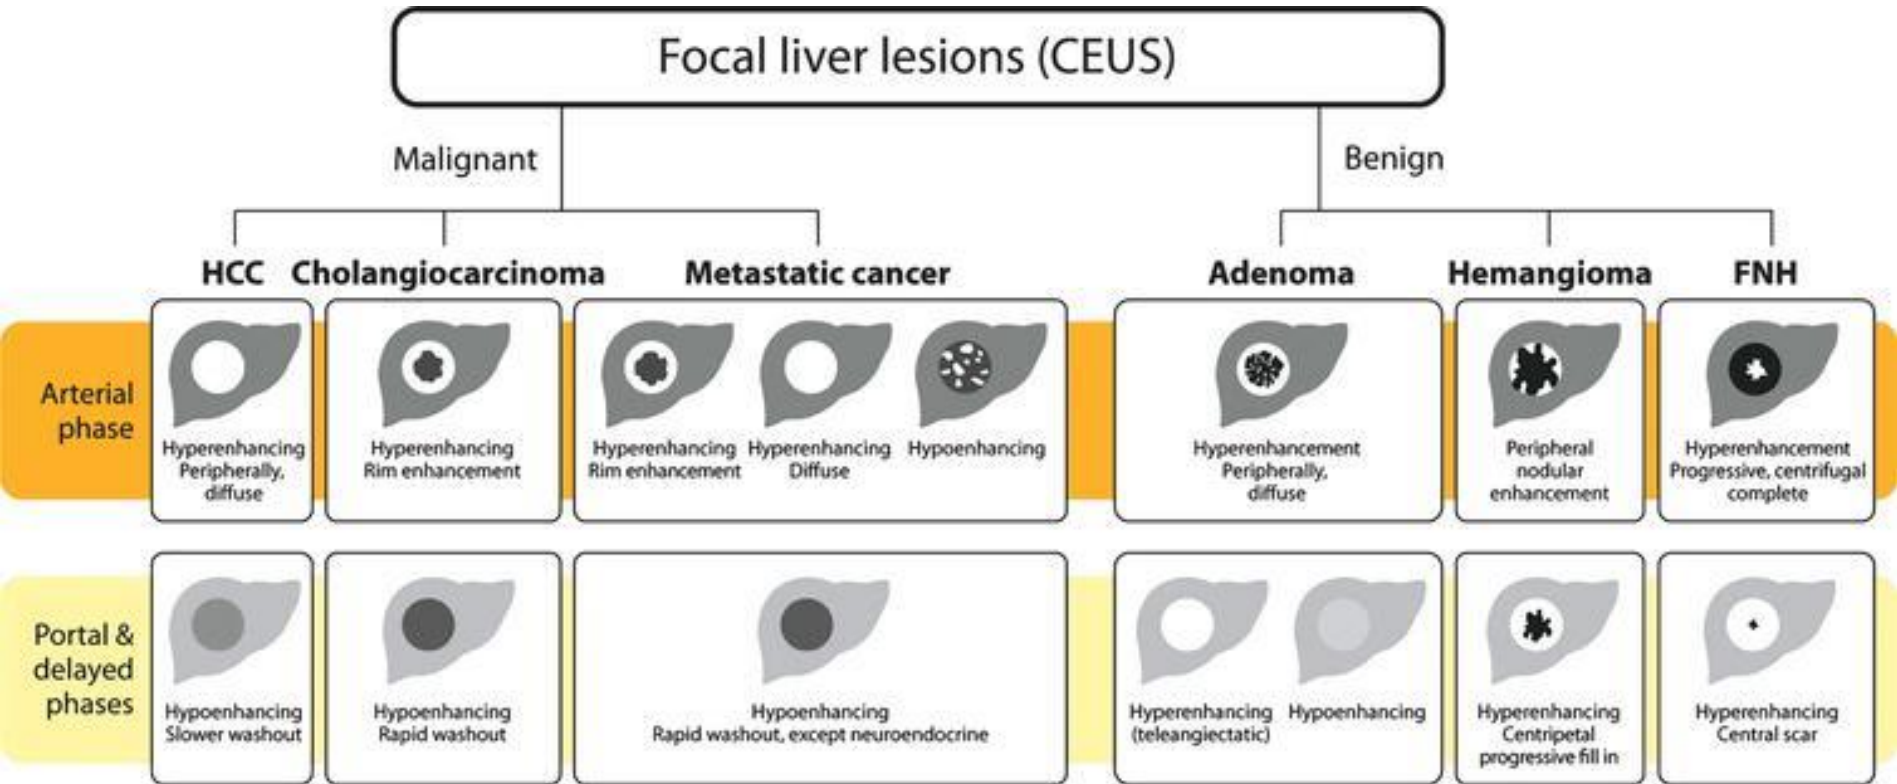 Focal liver lesions (CEUS)
Malignant
Benign
HCC
Cholangiocarcinoma
Metastatic cancer
Adenoma
Hemangioma
FNH
Arterial
phase
Hyperenhancing
Peripherally,
diffuse
Hyperenhancing
Rim enhancement
Hyperenhancing
Rim enhancement
Hyperenhancing
Diffuse
Hypoenhancing
Hyperenhancement
Peripherally,
diffuse
Peripheral
nodular
enhancement
Hyperenhancement
Progressive, centrifugal
complete
Portal &
delayed
phases
Hypoenhancing
Slower washout
Hypoenhancing
Rapid washout
Hypoenhancing
Rapid washout, except neuroendocrine
Hyperenhancing
(teleangiectatic)
Hypoenhancing
Hyperenhancing
Centripetal
progressive fill in
Hyperenhancing
Central scar